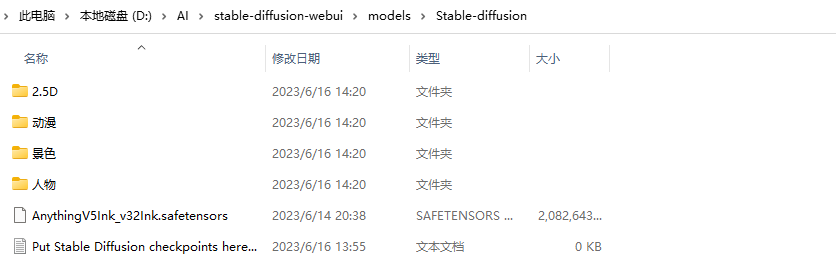 此电脑 > 本地磁盘 (D:) > AI > stable-diffusion-webui > models > Stable-diffusion
名称 修改日期 类型 大小
2.5D 2023/6/16 14:20 文件夹
动漫 2023/6/16 14:20 文件夹
景色 2023/6/16 14:20 文件夹
人物 2023/6/16 14:20 文件夹
AnythingV5Ink_v32Ink.safetensors 2023/6/14 20:38 SAFETENSORS ... 2,082,643...
Put Stable Diffusion checkpoints here... 2023/6/16 13:55 文本文档 0 KB